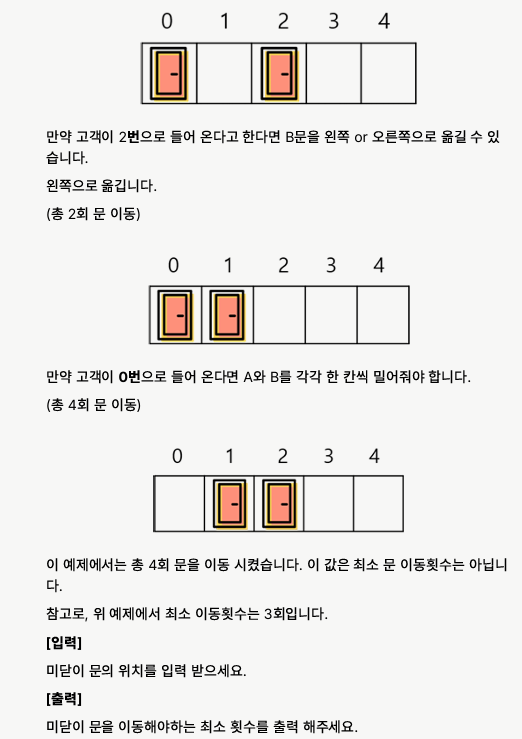 0 1 2 3 4
만약 고객이 2번으로 들어 온다고 한다면 B문을 왼쪽 or 오른쪽으로 옮길 수 있
습니다.
왼쪽으로 옮깁니다.
(총 2회 문 이동)
0 1 2 3 4
만약 고객이 0번으로 들어 온다면 A와 B를 각각 한 칸씩 밀어줘야 합니다.
(총 4회 문 이동)
0 1 2 3 4
이 예제에서는 총 4회 문을 이동 시켰습니다. 이 값은 최소 문 이동횟수는 아닙니
다.
참고로, 위 예제에서 최소 이동횟수는 3회입니다.
[입력]
미닫이 문의 위치를 입력 받으세요.
[출력]
미닫이 문을 이동해야하는 최소 횟수를 출력 해주세요.